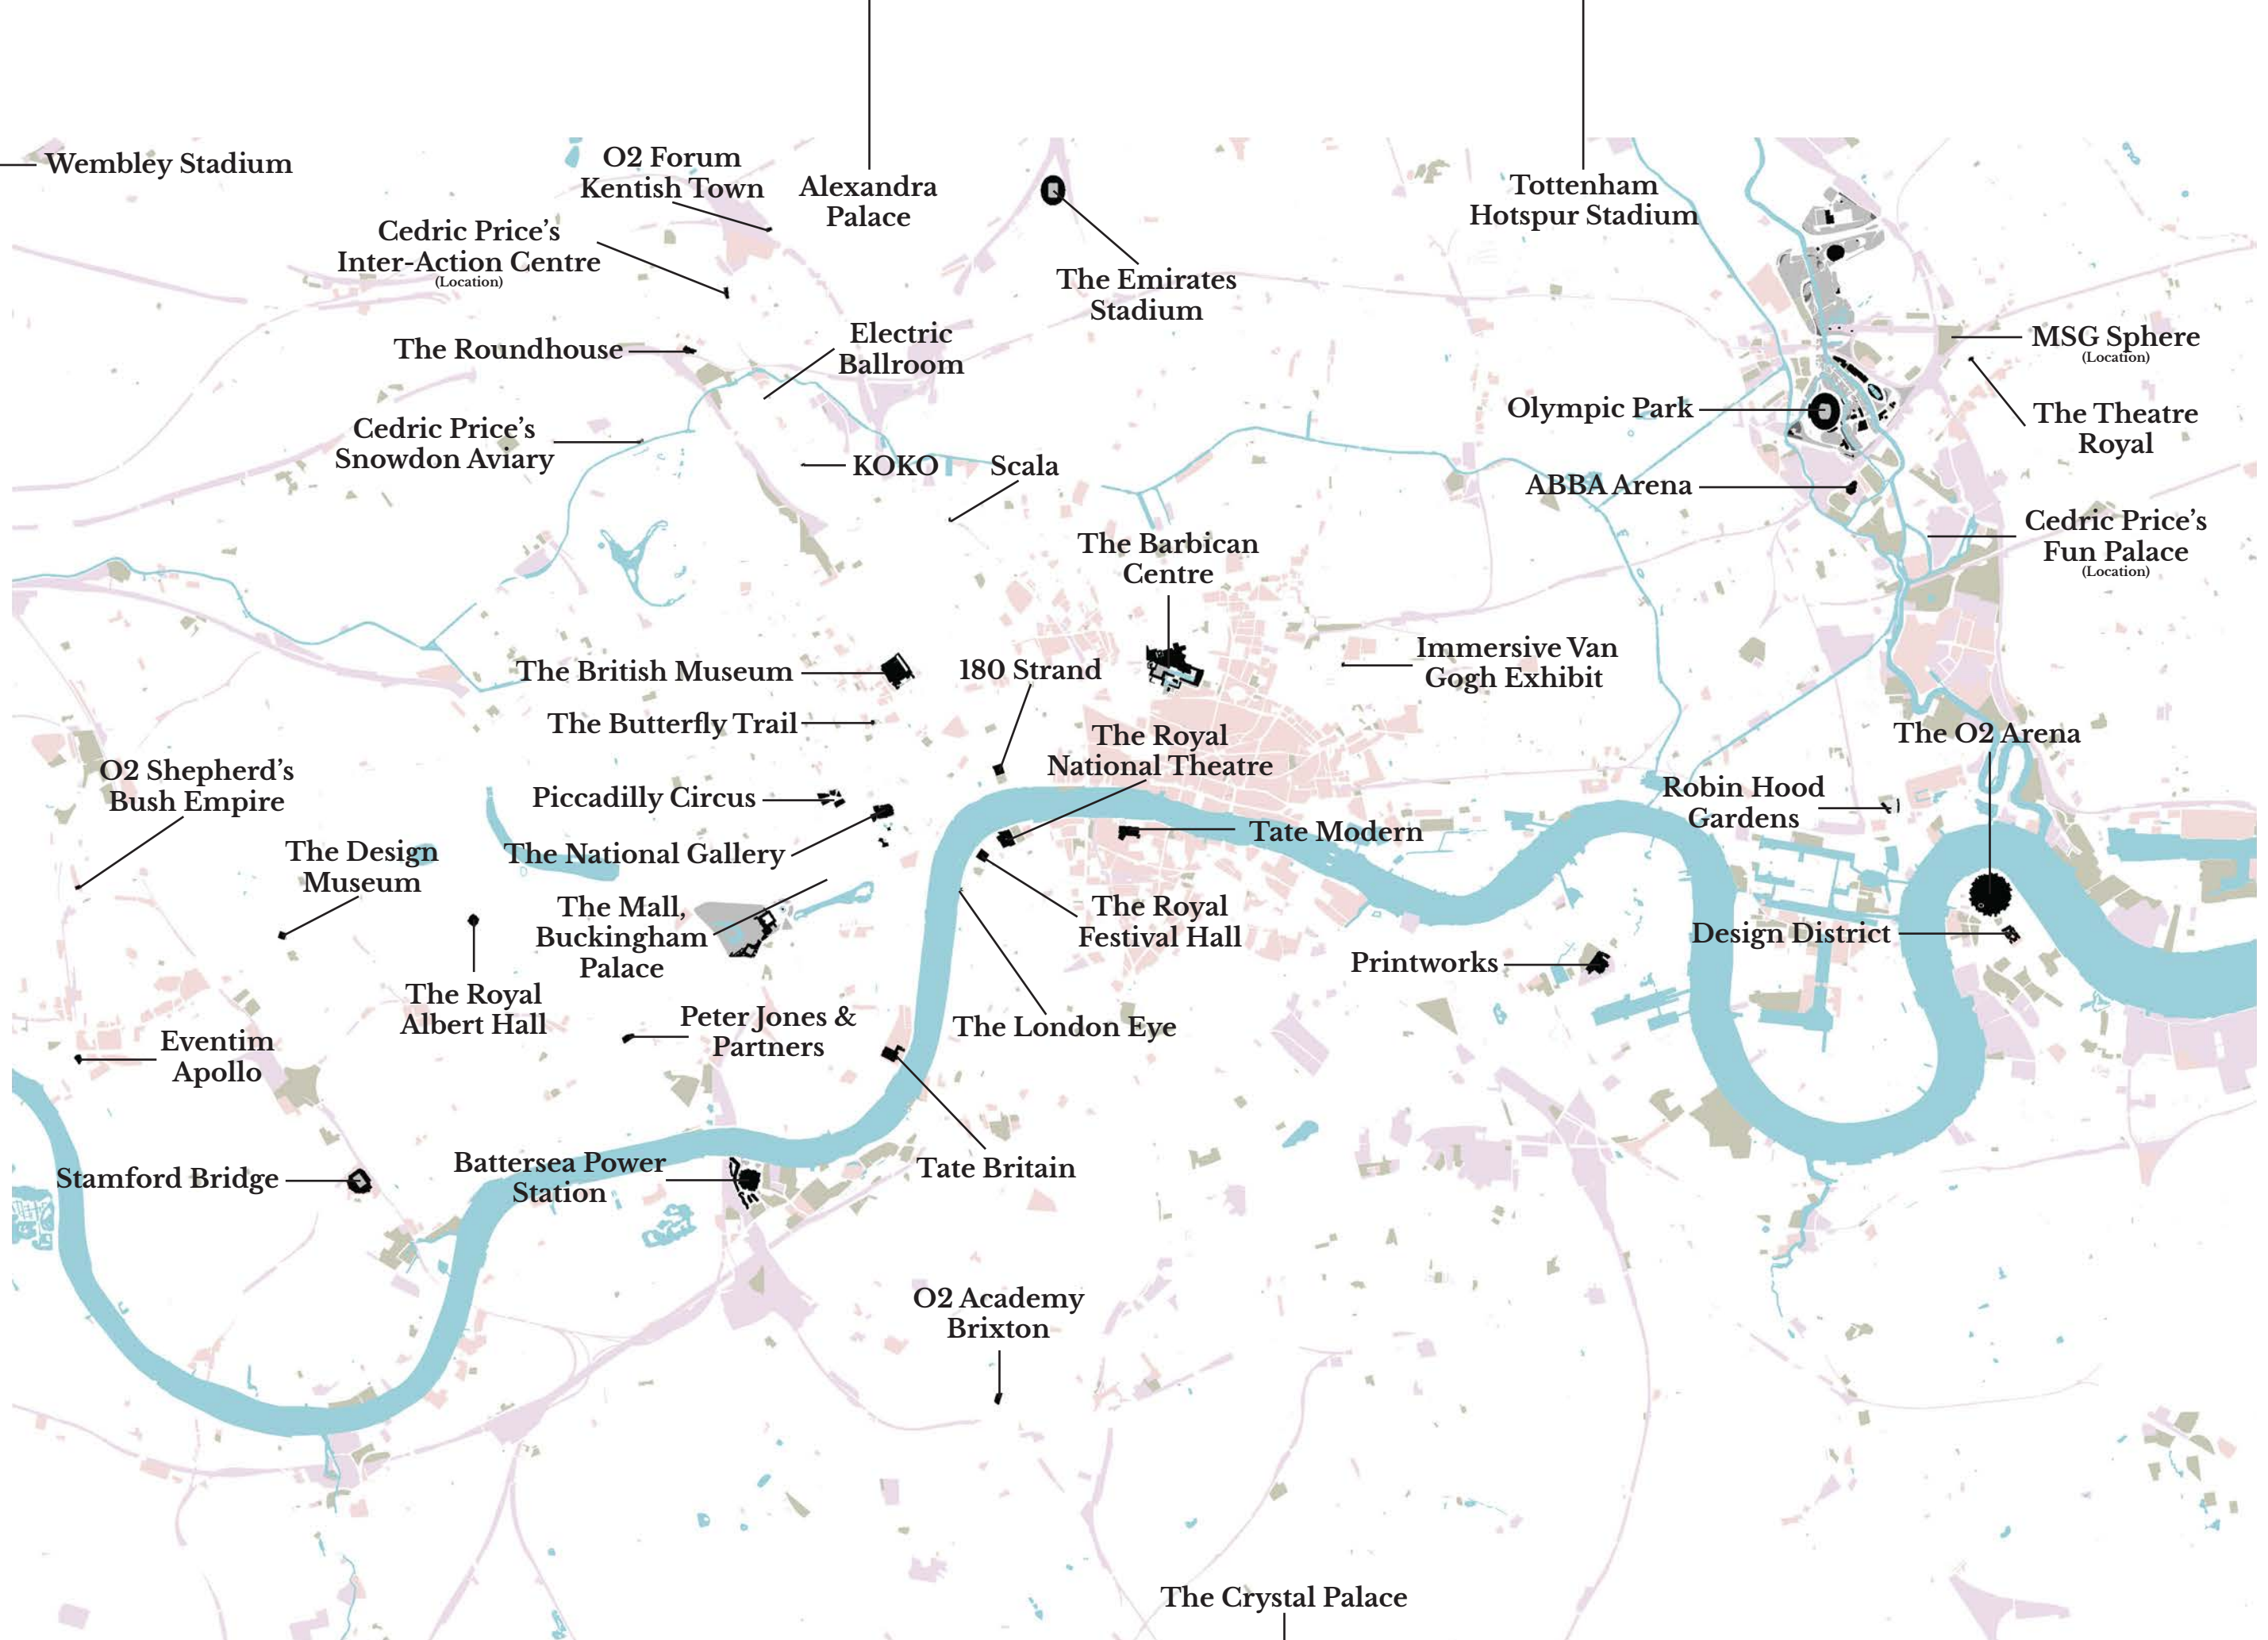 Wembley Stadium
O2 Forum
Kentish Town
Alexandra
Palace
Tottenham
Hotspur Stadium
Cedric Price’s
Inter-Action Centre
(Location)
The Emirates
Stadium
The Roundhouse
Electric
Ballroom
MSG Sphere
(Location)
Olympic Park
The Theatre
Royal
Cedric Price’s
Snowdon Aviary
KOKO
Scala
ABBA Arena
Cedric Price’s
Fun Palace
(Location)
The Barbican
Centre
The British Museum
180 Strand
Immersive Van
Gogh Exhibit
The Butterfly Trail
The Royal
National Theatre
The O2 Arena
O2 Shepherd’s
Bush Empire
Piccadilly Circus
Robin Hood
Gardens
Tate Modern
The Design
Museum
The National Gallery
The Mall,
Buckingham
Palace
The Royal
Festival Hall
Design District
Printworks
The Royal
Albert Hall
Peter Jones &
Partners
The London Eye
Eventim
Apollo
Stamford Bridge
Battersea Power
Station
Tate Britain
O2 Academy
Brixton
The Crystal Palace